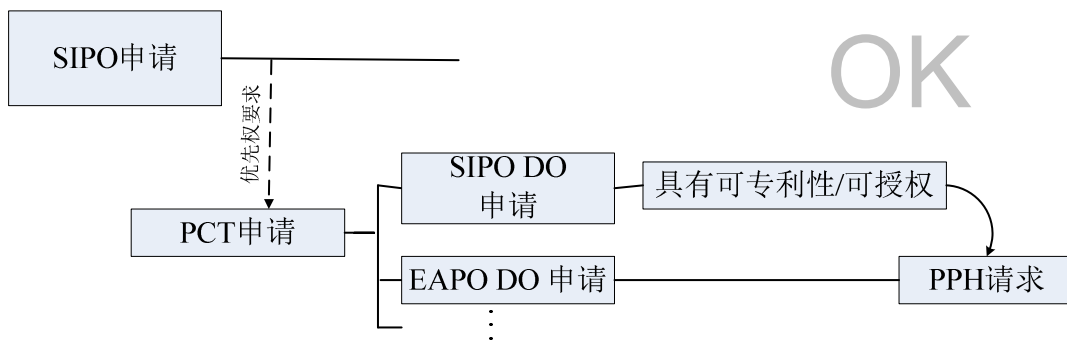 SIPO申请
OK
优先权要求
SIPO DO
申请
具有可专利性/可授权
PCT申请
EAPO DO 申请
PPH请求